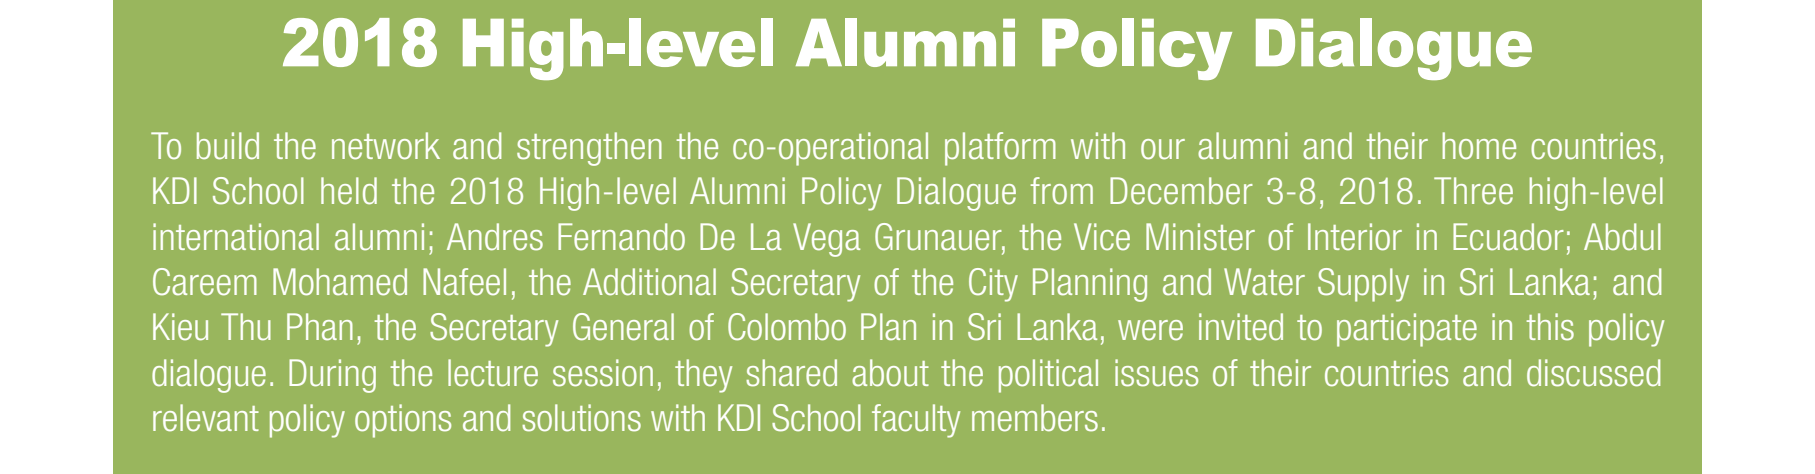 2018 High-level Alumni Policy Dialogue
To build the network and strengthen the co-operational platform with our alumni and their home countries,
KDI School held the 2018 High-level Alumni Policy Dialogue from December 3-8, 2018. Three high-level
international alumni; Andres Fernando De La Vega Grunauer, the Vice Minister of Interior in Ecuador; Abdul
Careem Mohamed Nafeel, the Additional Secretary of the City Planning and Water Supply in Sri Lanka; and
Kieu Thu Phan, the Secretary General of Colombo Plan in Sri Lanka, were invited to participate in this policy
dialogue. During the lecture session, they shared about the political issues of their countries and discussed
relevant policy options and solutions with KDI School faculty members.